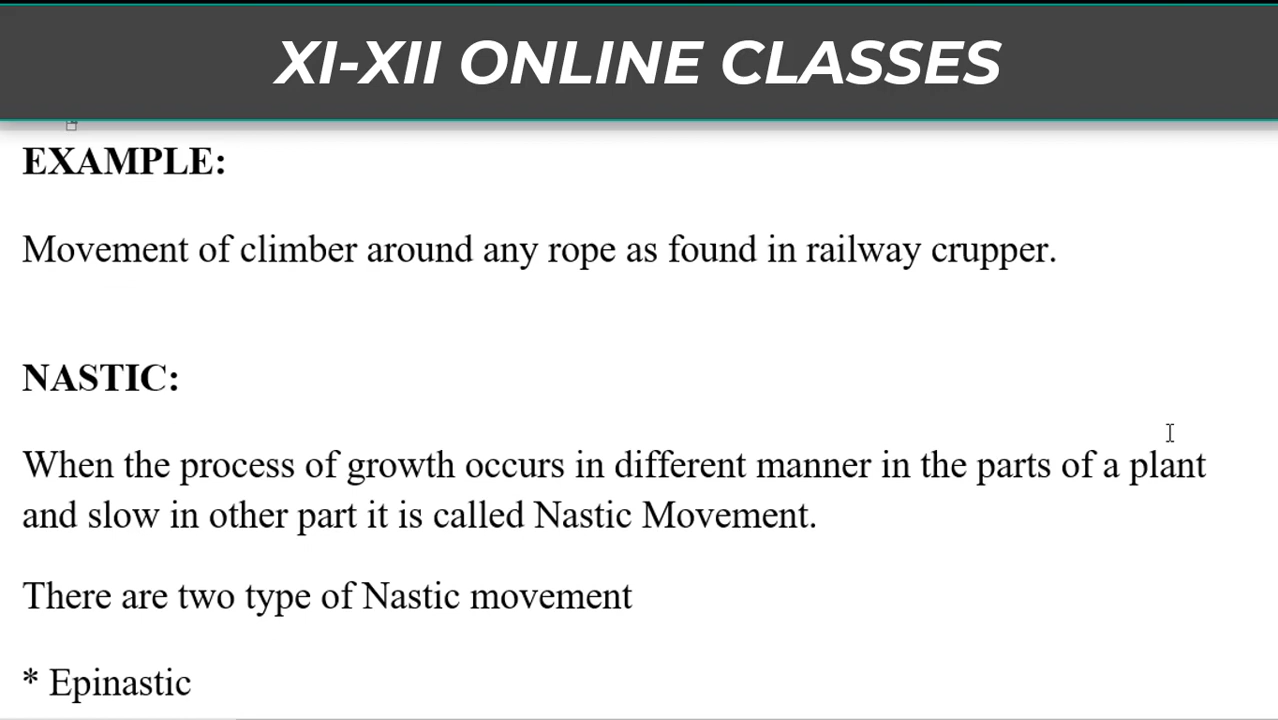 XI-XII ONLINE CLASSES
EXAMPLE:
Movement of climber around any rope as found in railway crupper.
NASTIC:
When the process of growth occurs in different manner in the parts of a plant
and slow in other part it is called Nastic Movement.
There are two type of Nastic movement
* Epinastic